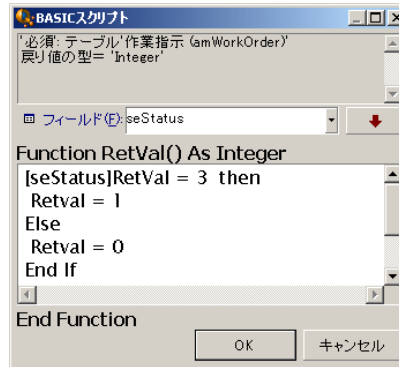 BASICスクリプト
'必須: テーブル'作業指示 (amWorkOrder)'
戻り値の型= 'Integer'
フィールド(F): seStatus
Function RetVal() As Integer
[seStatus]RetVal = 3 then
Retval = 1
Else
Retval = 0
End If
End Function
OK キャンセル